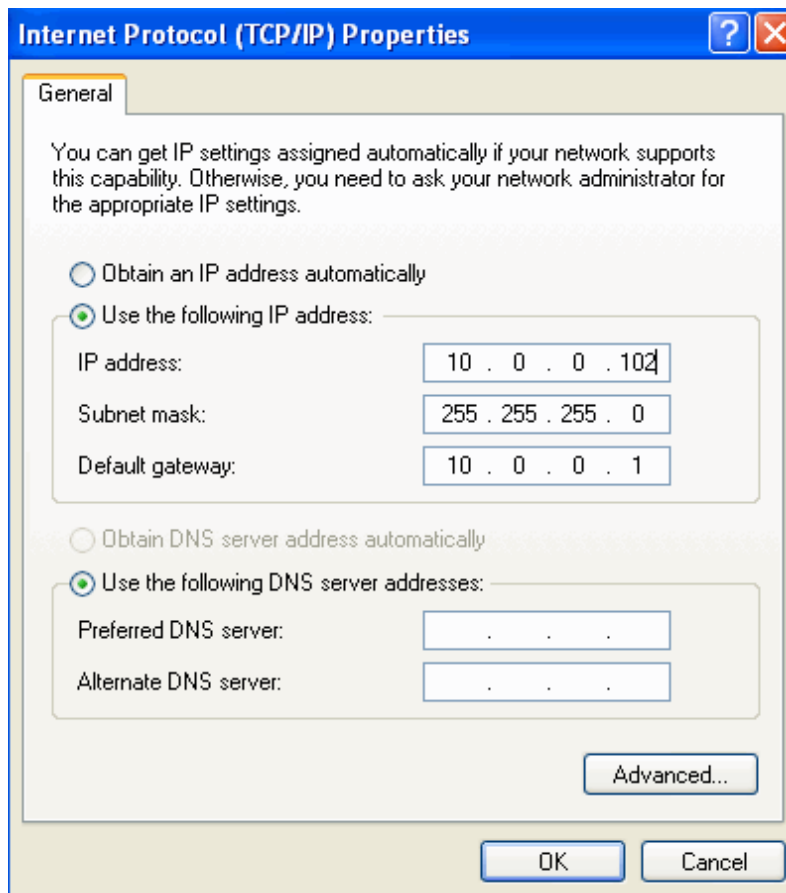 Internet Protocol (TCP/IP) Properties
General
You can get IP settings assigned automatically if your network supports
this capability. Otherwise, you need to ask your network administrator for
the appropriate IP settings.
Obtain an IP address automatically
Use the following IP address:
IP address: 10 . 0 . 0 . 102
Subnet mask: 255 . 255 . 255 . 0
Default gateway: 10 . 0 . 0 . 1
Obtain DNS server address automatically
Use the following DNS server addresses:
Preferred DNS server: . . .
Alternate DNS server: . . .
Advanced...
OK Cancel